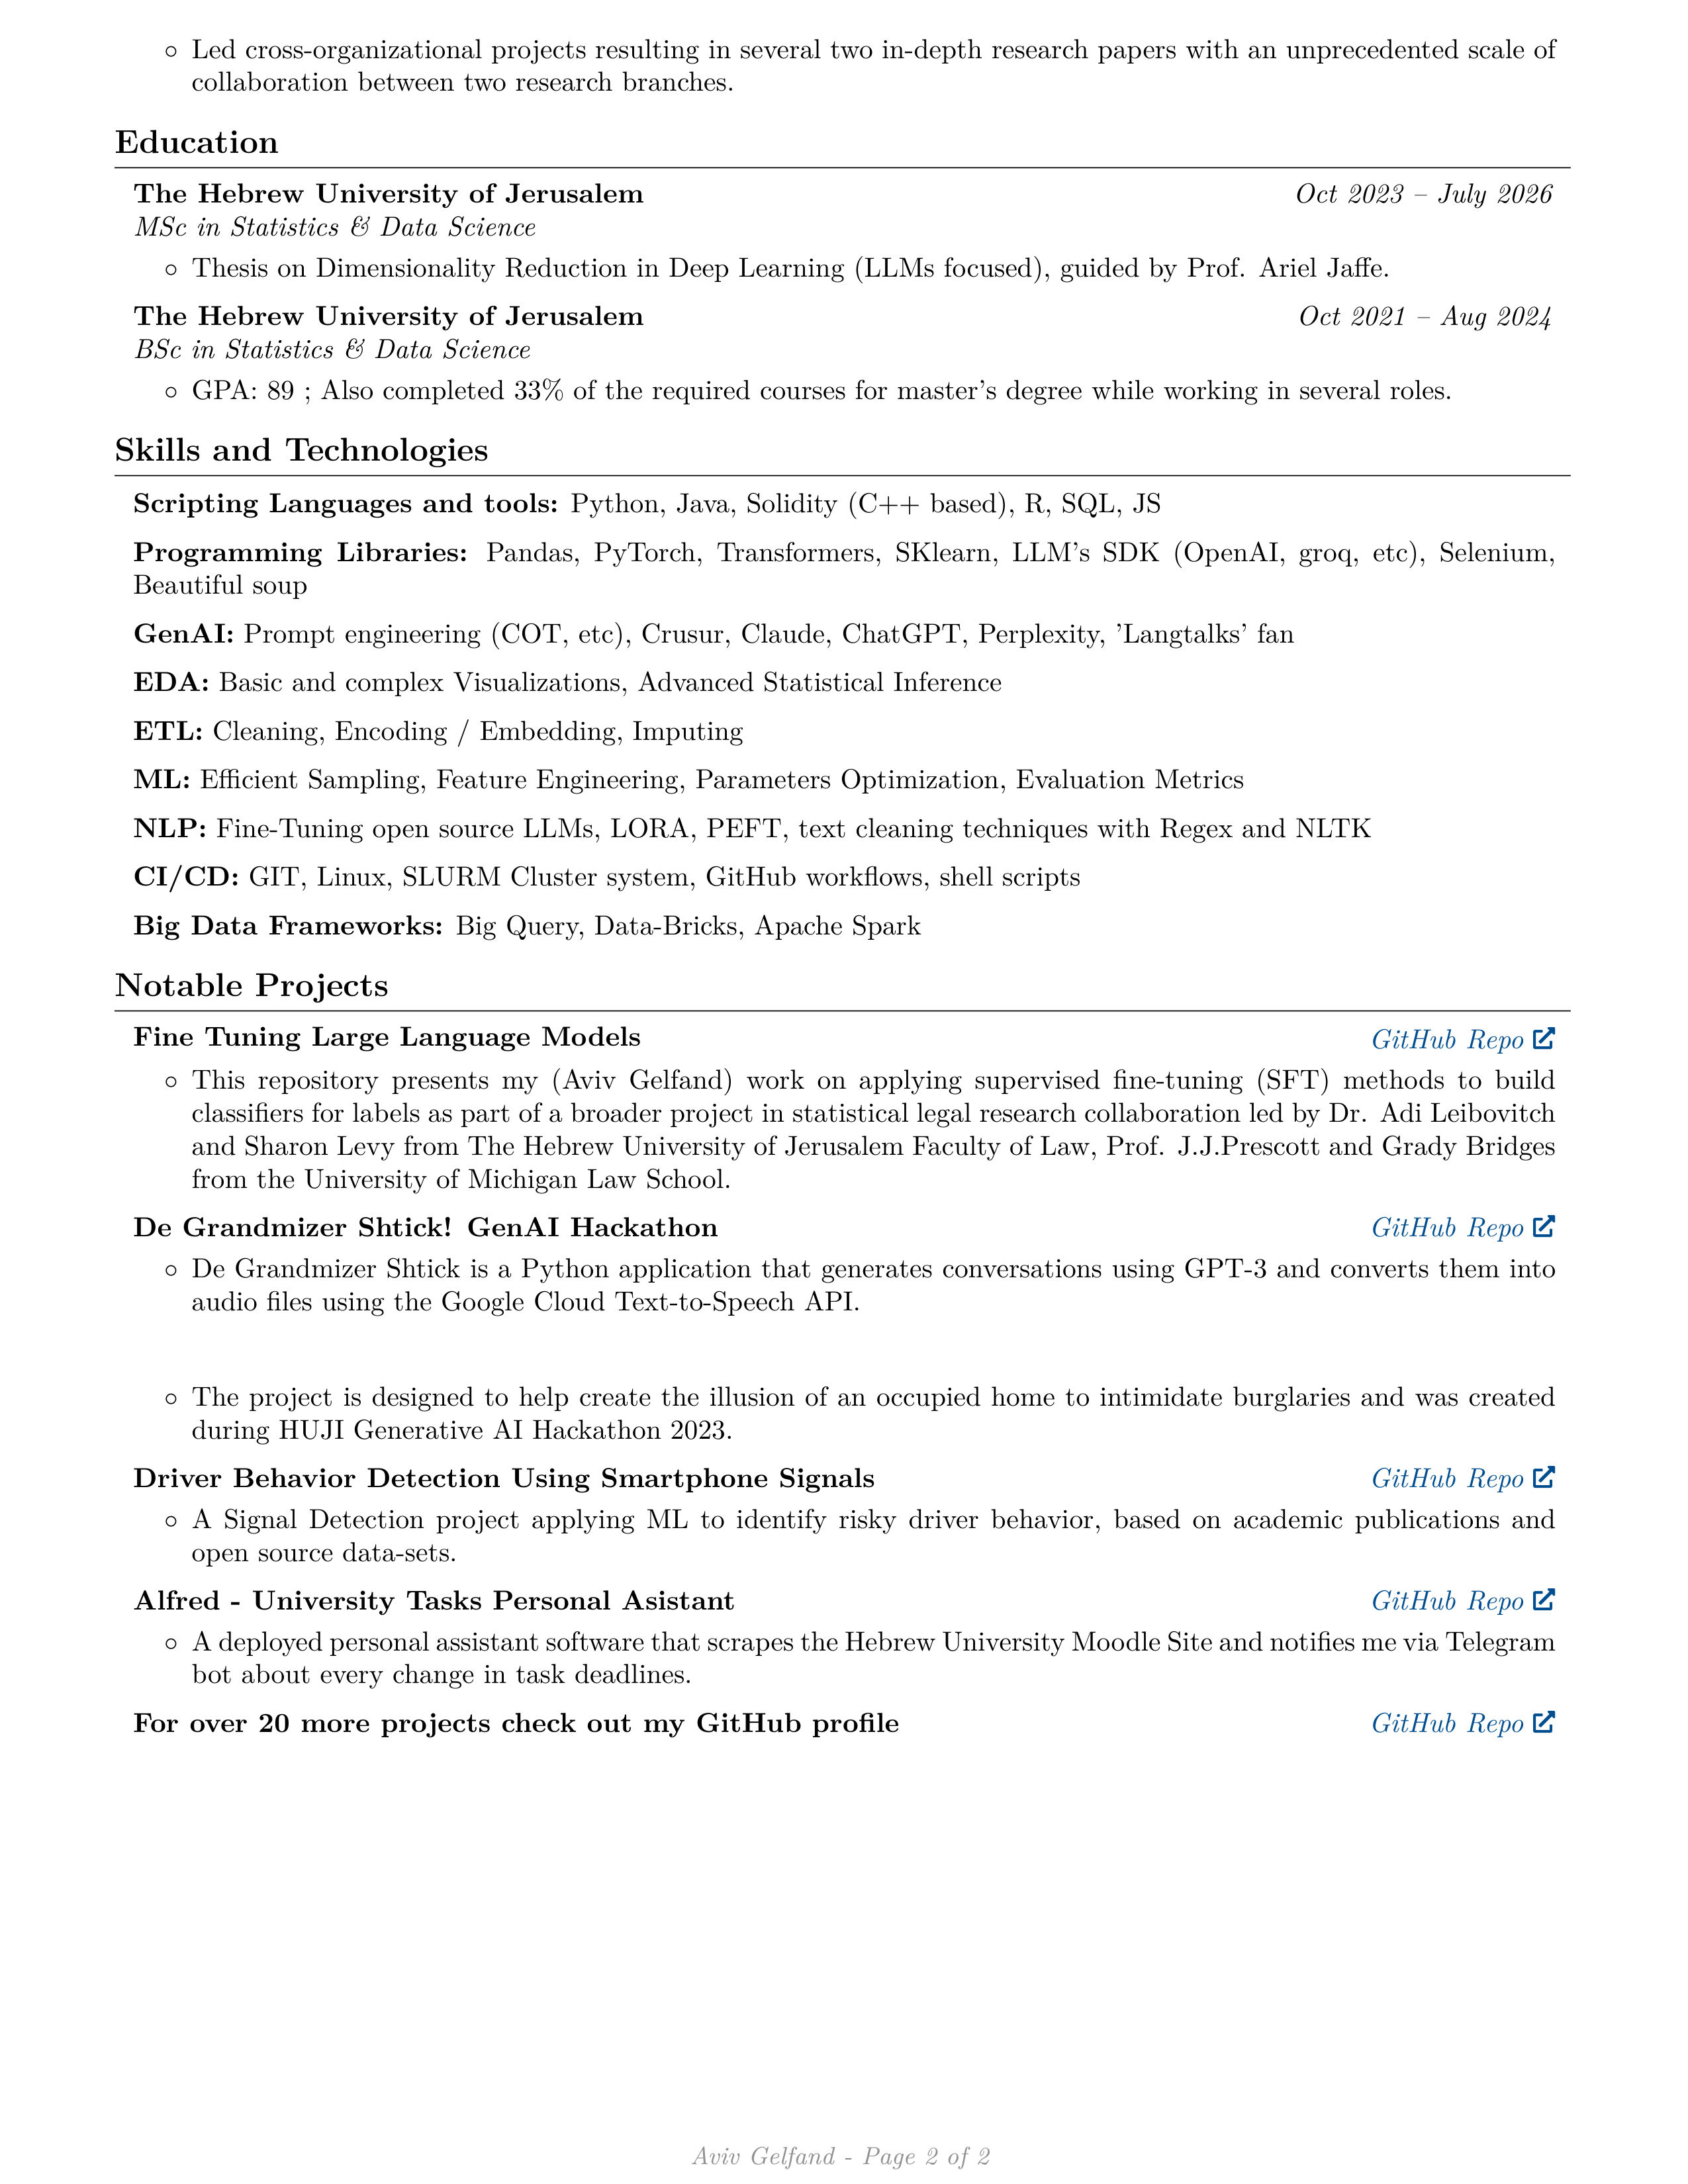 ◦ Led cross-organizational projects resulting in several two in-depth research papers with an unprecedented scale of
collaboration between two research branches.
Education
The Hebrew University of Jerusalem Oct 2023 – July 2026
MSc in Statistics & Data Science
◦ Thesis on Dimensionality Reduction in Deep Learning (LLMs focused), guided by Prof. Ariel Jaffe.
The Hebrew University of Jerusalem Oct 2021 – Aug 2024
BSc in Statistics & Data Science
◦ GPA: 89 ; Also completed 33% of the required courses for master's degree while working in several roles.
Skills and Technologies
Scripting Languages and tools: Python, Java, Solidity (C++ based), R, SQL, JS
Programming Libraries: Pandas, PyTorch, Transformers, SKlearn, LLM's SDK (OpenAI, groq, etc), Selenium,
Beautiful soup
GenAI: Prompt engineering (COT, etc), Crusur, Claude, ChatGPT, Perplexity, 'Langtalks' fan
EDA: Basic and complex Visualizations, Advanced Statistical Inference
ETL: Cleaning, Encoding / Embedding, Imputing
ML: Efficient Sampling, Feature Engineering, Parameters Optimization, Evaluation Metrics
NLP: Fine-Tuning open source LLMs, LORA, PEFT, text cleaning techniques with Regex and NLTK
CI/CD: GIT, Linux, SLURM Cluster system, GitHub workflows, shell scripts
Big Data Frameworks: Big Query, Data-Bricks, Apache Spark
Notable Projects
Fine Tuning Large Language Models GitHub Repo
◦ This repository presents my (Aviv Gelfand) work on applying supervised fine-tuning (SFT) methods to build
classifiers for labels as part of a broader project in statistical legal research collaboration led by Dr. Adi Leibovitch
and Sharon Levy from The Hebrew University of Jerusalem Faculty of Law, Prof. J.J.Prescott and Grady Bridges
from the University of Michigan Law School.
De Grandmizer Shtick! GenAI Hackathon GitHub Repo
◦ De Grandmizer Shtick is a Python application that generates conversations using GPT-3 and converts them into
audio files using the Google Cloud Text-to-Speech API.
◦ The project is designed to help create the illusion of an occupied home to intimidate burglaries and was created
during HUJI Generative AI Hackathon 2023.
Driver Behavior Detection Using Smartphone Signals GitHub Repo
◦ A Signal Detection project applying ML to identify risky driver behavior, based on academic publications and
open source data-sets.
Alfred - University Tasks Personal Asistant GitHub Repo
◦ A deployed personal assistant software that scrapes the Hebrew University Moodle Site and notifies me via Telegram
bot about every change in task deadlines.
For over 20 more projects check out my GitHub profile GitHub Repo
Aviv Gelfand - Page 2 of 2